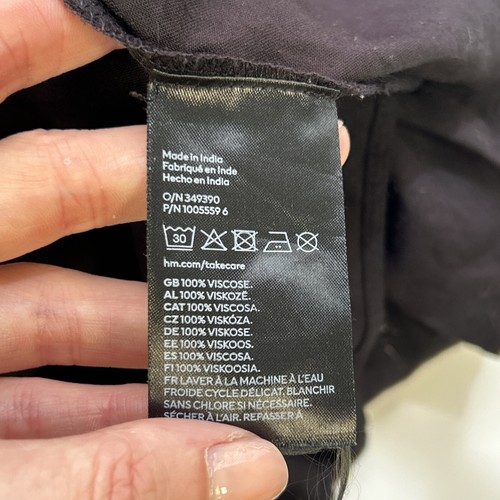 Made in India
Fabriqué en Inde
Hecho en India
O/N 349390
P/N 1005559 6
30
hm.com/takecare
GB 100% VISCOSE.
AL 100% VISKOZË.
CAT 100% VISCOSA.
CZ 100% VISKÓZA.
DE 100% VISKOSE.
EE 100% VISKOOS.
ES 100% VISCOSA.
FI 100% VISKOOSI.
FR LAVER À LA MACHINE À L'EAU
FROIDE CYCLE DÉLICAT. BLANCHIR
SANS CHLORE SI NÉCESSAIRE.
SÉCHER À L'AIR. REPASSER À